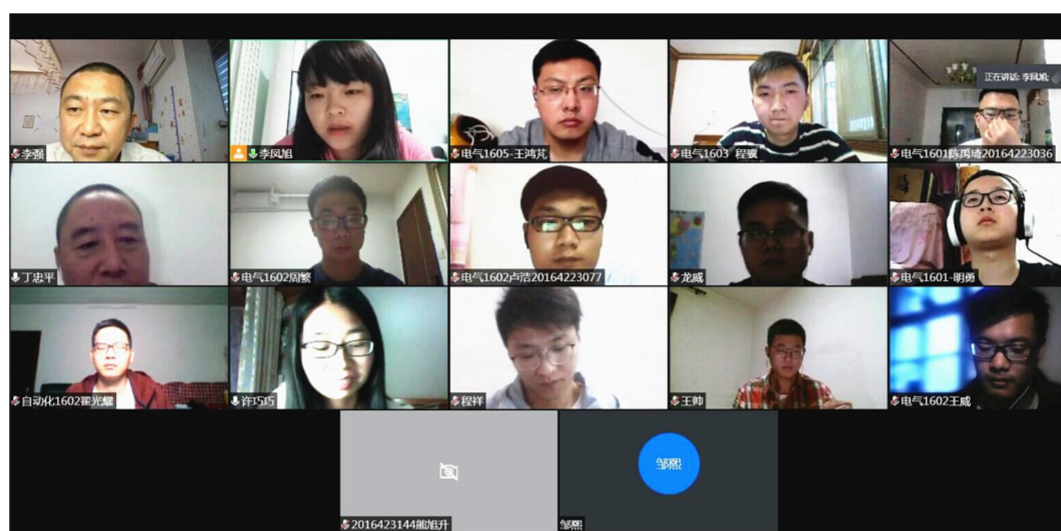 正在讲话: 李凤旭;
李强
李凤旭
电气1605-王鸿芃
电气1603 程骥
电气1601陈禹琦20164223036
丁忠平
电气1602周繁
电气1602卢浩20164223077
龙威
电气1601-明勇
自动化1602翟光耀
许巧巧
程祥
王帅
电气1602王威
邹熙
2016423144熊旭升
邹熙